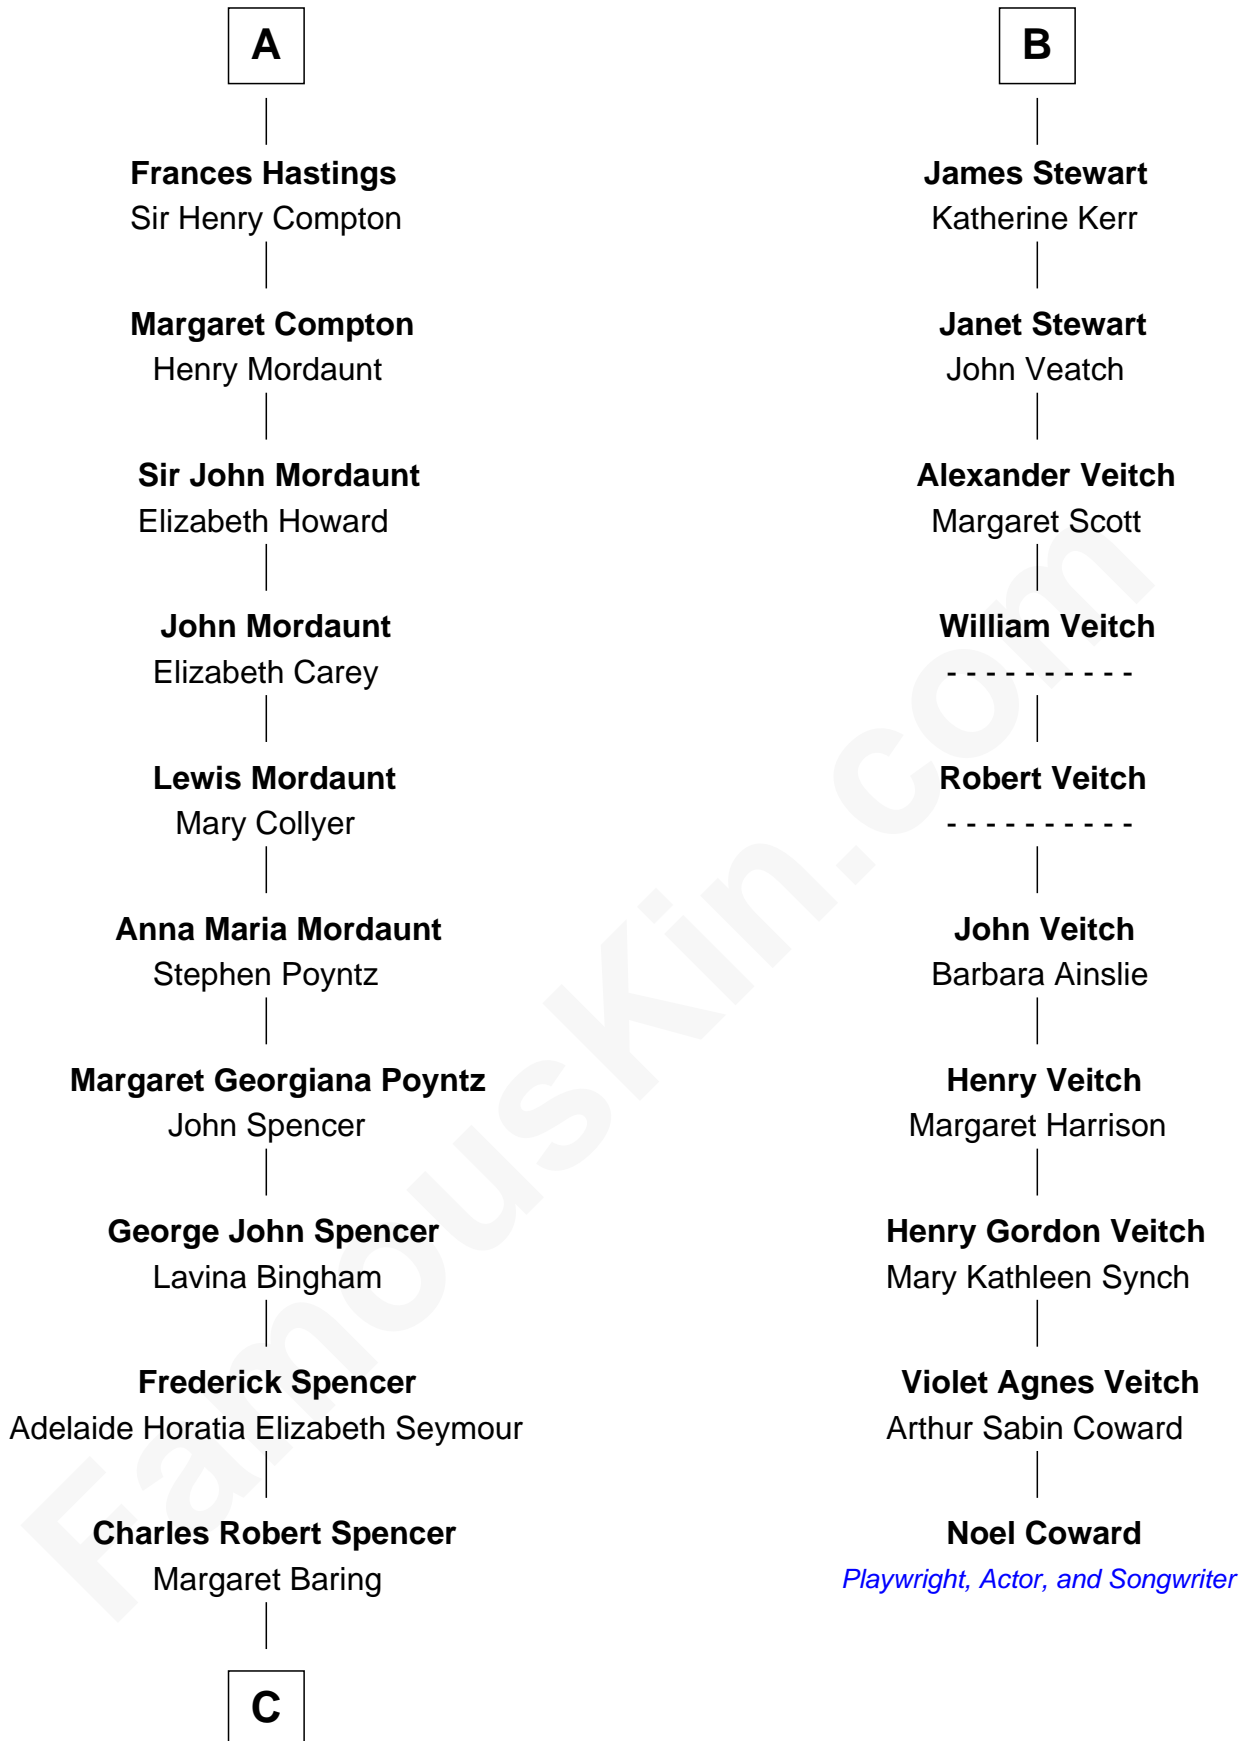 A
Frances Hastings
Sir Henry Compton
Margaret Compton
Henry Mordaunt
Sir John Mordaunt
Elizabeth Howard
John Mordaunt
Elizabeth Carey
Lewis Mordaunt
Mary Collyer
Anna Maria Mordaunt
Stephen Poyntz
Margaret Georgiana Poyntz
John Spencer
George John Spencer
Lavina Bingham
Frederick Spencer
Adelaide Horatia Elizabeth Seymour
Charles Robert Spencer
Margaret Baring
C
B
James Stewart
Katherine Kerr
Janet Stewart
John Veatch
Alexander Veitch
Margaret Scott
William Veitch
- - - - - - - - - -
Robert Veitch
- - - - - - - - - -
John Veitch
Barbara Ainslie
Henry Veitch
Margaret Harrison
Henry Gordon Veitch
Mary Kathleen Synch
Violet Agnes Veitch
Arthur Sabin Coward
Noel Coward
Playwright, Actor, and Songwriter
FamousKin.com